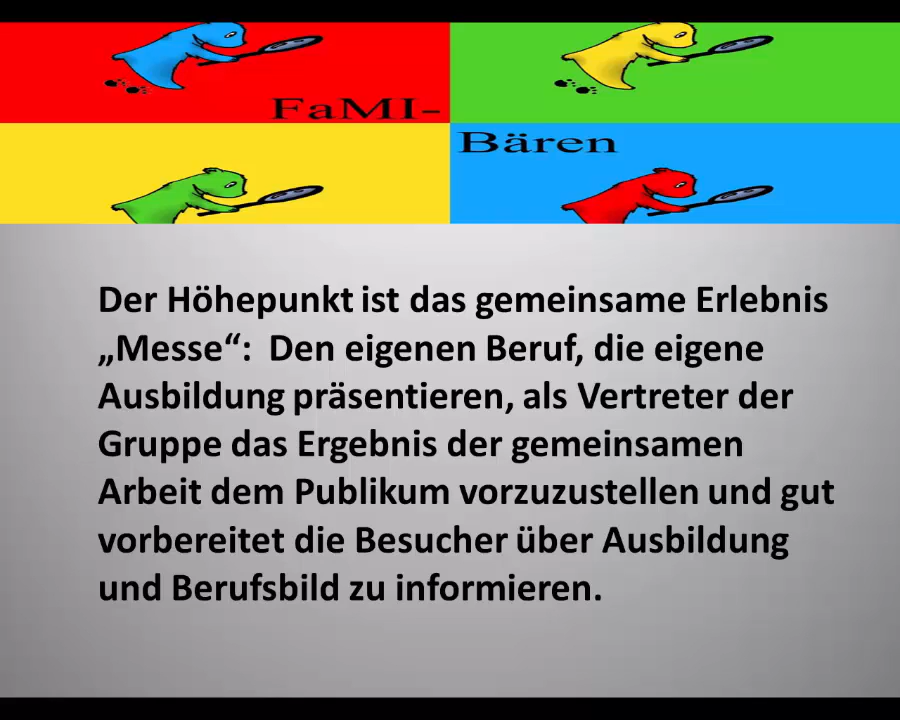 FaMI-
Bären
Der Höhepunkt ist das gemeinsame Erlebnis
„Messe“: Den eigenen Beruf, die eigene
Ausbildung präsentieren, als Vertreter der
Gruppe das Ergebnis der gemeinsamen
Arbeit dem Publikum vorzuzustellen und gut
vorbereitet die Besucher über Ausbildung
und Berufsbild zu informieren.